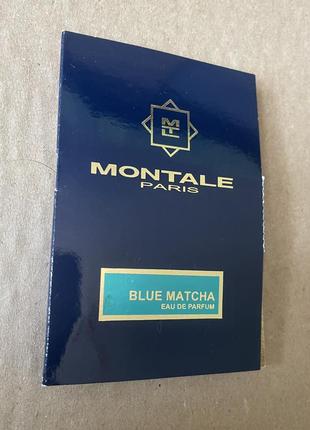 MONTALE
PARIS
BLUE MATCHA
EAU DE PARFUM